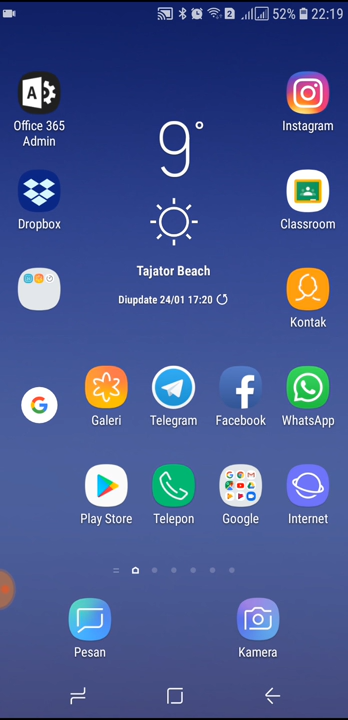 2 52% 22:19
Office 365
Admin
9°
Instagram
Dropbox
Classroom
Tajator Beach
Diupdate 24/01 17:20
Kontak
G
Galeri
Telegram
Facebook
WhatsApp
Play Store
Telepon
Google
Internet
Pesan
Kamera